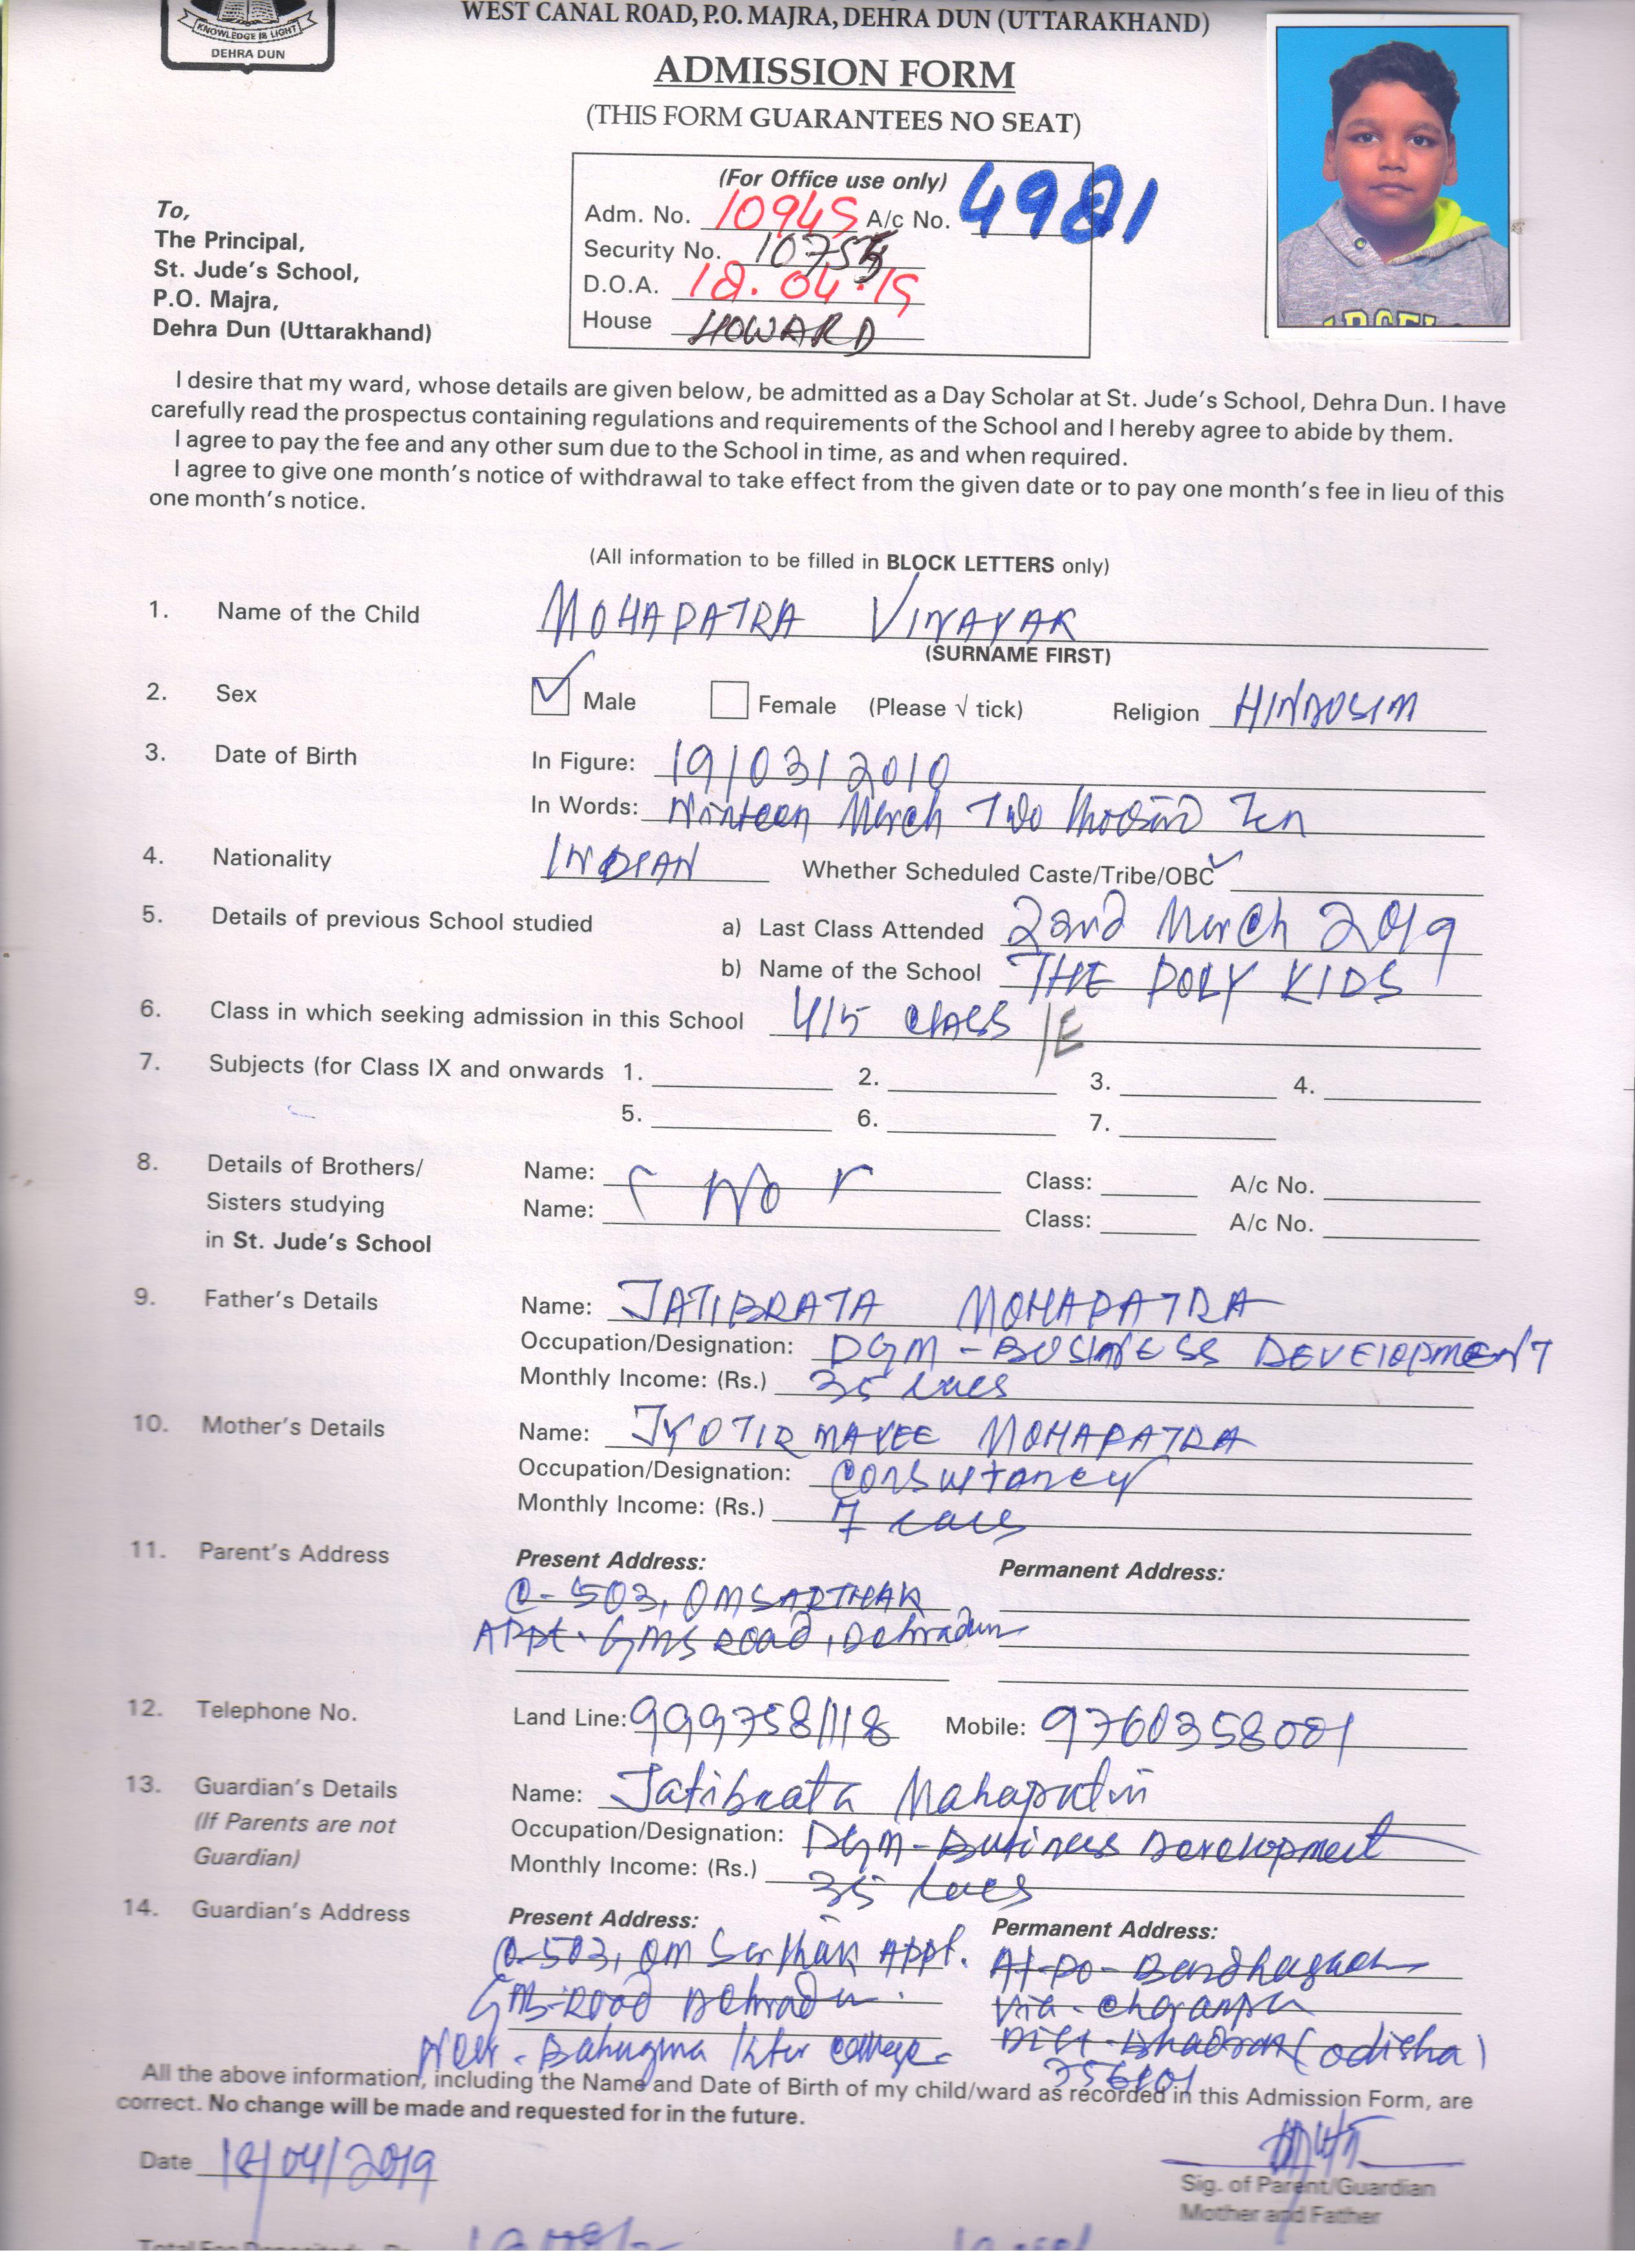 KNOWLEDGE IS LIGHT
DEHRA DUN
WEST CANAL ROAD, P.O. MAJRA, DEHRA DUN (UTTARAKHAND)
ADMISSION FORM
(THIS FORM GUARANTEES NO SEAT)
(For Office use only)
Adm. No. 10945 A/c No. 4981
Security No.
D.O.A. 18.04.19
House HOWARD
To,
The Principal,
St. Jude's School,
P.O. Majra,
Dehra Dun (Uttarakhand)
I desire that my ward, whose details are given below, be admitted as a Day Scholar at St. Jude's School, Dehra Dun. I have
carefully read the prospectus containing regulations and requirements of the School and I hereby agree to abide by them.
I agree to pay the fee and any other sum due to the School in time, as and when required.
I agree to give one month's notice of withdrawal to take effect from the given date or to pay one month's fee in lieu of this
one month's notice.
(All information to be filled in BLOCK LETTERS only)
1. Name of the Child MOHAPATRA VINAYAK
(SURNAME FIRST)
2. Sex ✓ Male Female (Please √ tick) Religion HINDUSIM
3. Date of Birth In Figure: 19/03/2010
In Words: Ninteen March Two Ten
4. Nationality INDIAN Whether Scheduled Caste/Tribe/OBC ✓
5. Details of previous School studied a) Last Class Attended 22nd March 2019
b) Name of the School THE POLY KIDS
6. Class in which seeking admission in this School 4/5 CLASS /E
7. Subjects (for Class IX and onwards 1. 2. 3. 4.
5. 6. 7.
8. Details of Brothers/ Name: No Class: A/c No.
Sisters studying Name: Class: A/c No.
in St. Jude's School
9. Father's Details Name: JATIBRATA MOHAPATRA
Occupation/Designation: DGM - BUSINESS DEVELOPMENT
Monthly Income: (Rs.) 35 lacs
10. Mother's Details Name: JYOTIRMAYEE MOHAPATRA
Occupation/Designation: Consultancy
Monthly Income: (Rs.) 7 lacs
11. Parent's Address Present Address: Permanent Address:
C-503, OM SARTHAK
APPt. GMS ROAD, Dehradun
12. Telephone No. Land Line: 9997581118 Mobile: 9760358001
13. Guardian's Details Name: Jatibrata Mahapatra
(If Parents are not Occupation/Designation: DGM - Business Development
Guardian) Monthly Income: (Rs.) 35 lacs
14. Guardian's Address Present Address: Permanent Address:
C-503, OM Sarthak APPt. At-po-
GMS-Road Dehradun. Via -
Near - Bahuguna Inter College - Dist - Bhadrak (odisha)
All the above information, including the Name and Date of Birth of my child/ward as recorded in this Admission Form, are
correct. No change will be made and requested for in the future.
Date 18/04/2019
Sig. of Parent/Guardian
Mother and Father